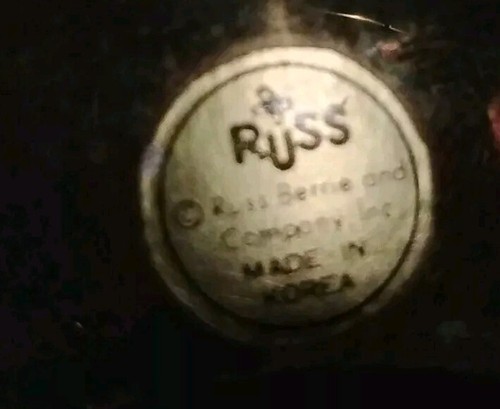 RUSS
© Russ Berrie and
Company, Inc.
MADE IN
KOREA